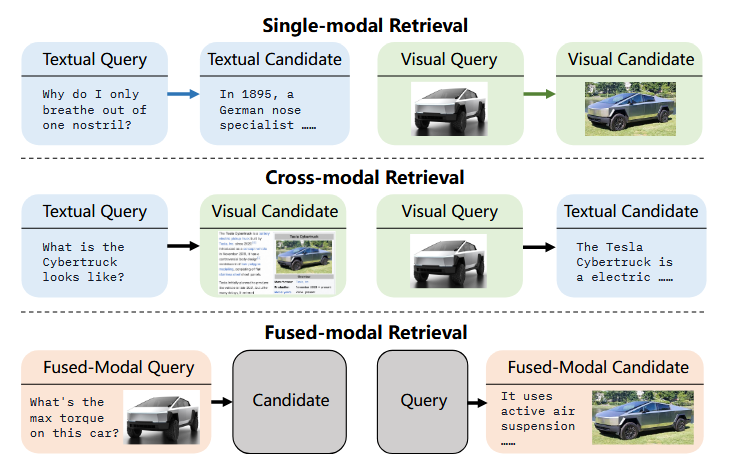 Single-modal Retrieval
Textual Query
Why do I only
breathe out of
one nostril?
Textual Candidate
In 1895, a
German nose
specialist ……
Visual Query
Visual Candidate
Cross-modal Retrieval
Textual Query
What is the
Cybertruck
looks like?
Visual Candidate
Tesla Cybertruck
Visual Query
Textual Candidate
The Tesla
Cybertruck is
a electric ……
Fused-modal Retrieval
Fused-Modal Query
What's the
max torque
on this car?
Candidate
Query
Fused-Modal Candidate
It uses
active air
suspension
……